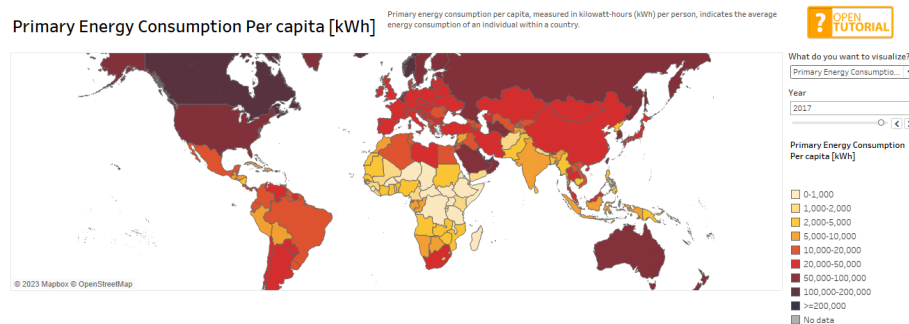 Primary Energy Consumption Per capita [kWh]
Primary energy consumption per capita, measured in kilowatt-hours (kWh) per person, indicates the average
energy consumption of an individual within a country.
? OPEN
TUTORIAL
What do you want to visualize?
Primary Energy Consumptio...
Year
2017
Primary Energy Consumption
Per capita [kWh]
0-1,000
1,000-2,000
2,000-5,000
5,000-10,000
10,000-20,000
20,000-50,000
50,000-100,000
100,000-200,000
>=200,000
No data
© 2023 Mapbox © OpenStreetMap